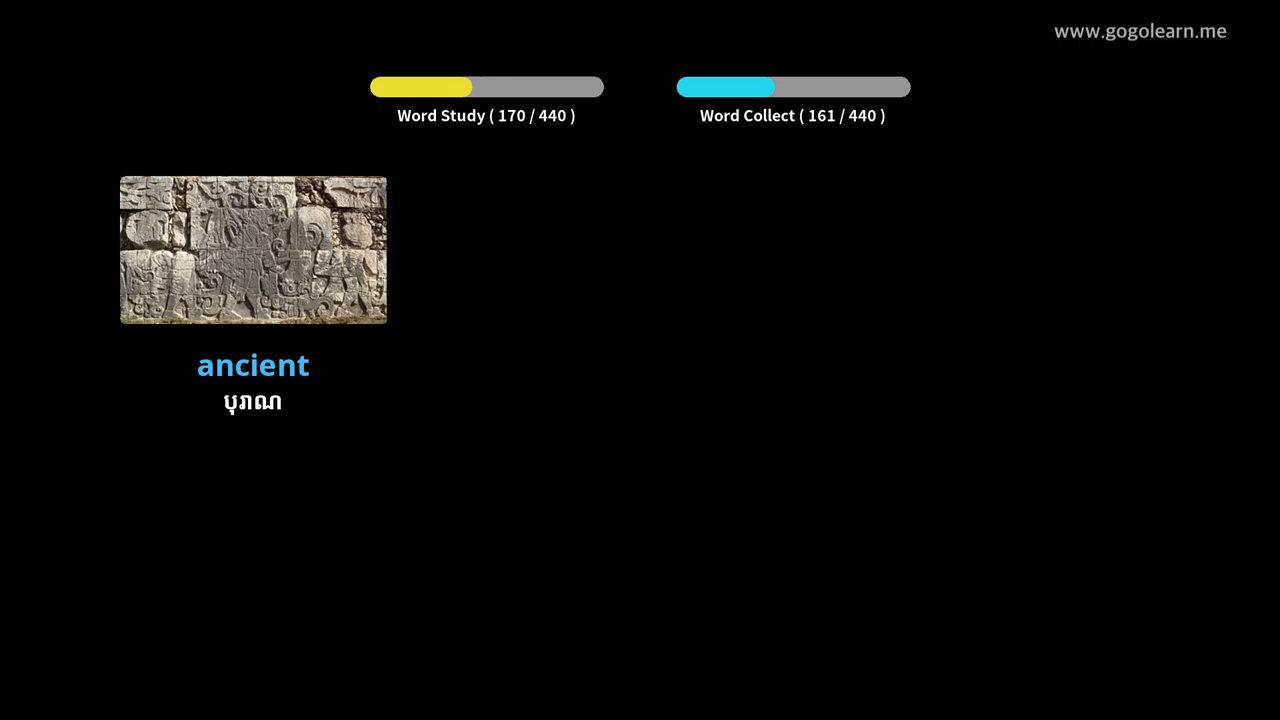 www.gogolearn.me
Word Study ( 170 / 440 )
Word Collect ( 161 / 440 )
ancient
បុរាណ